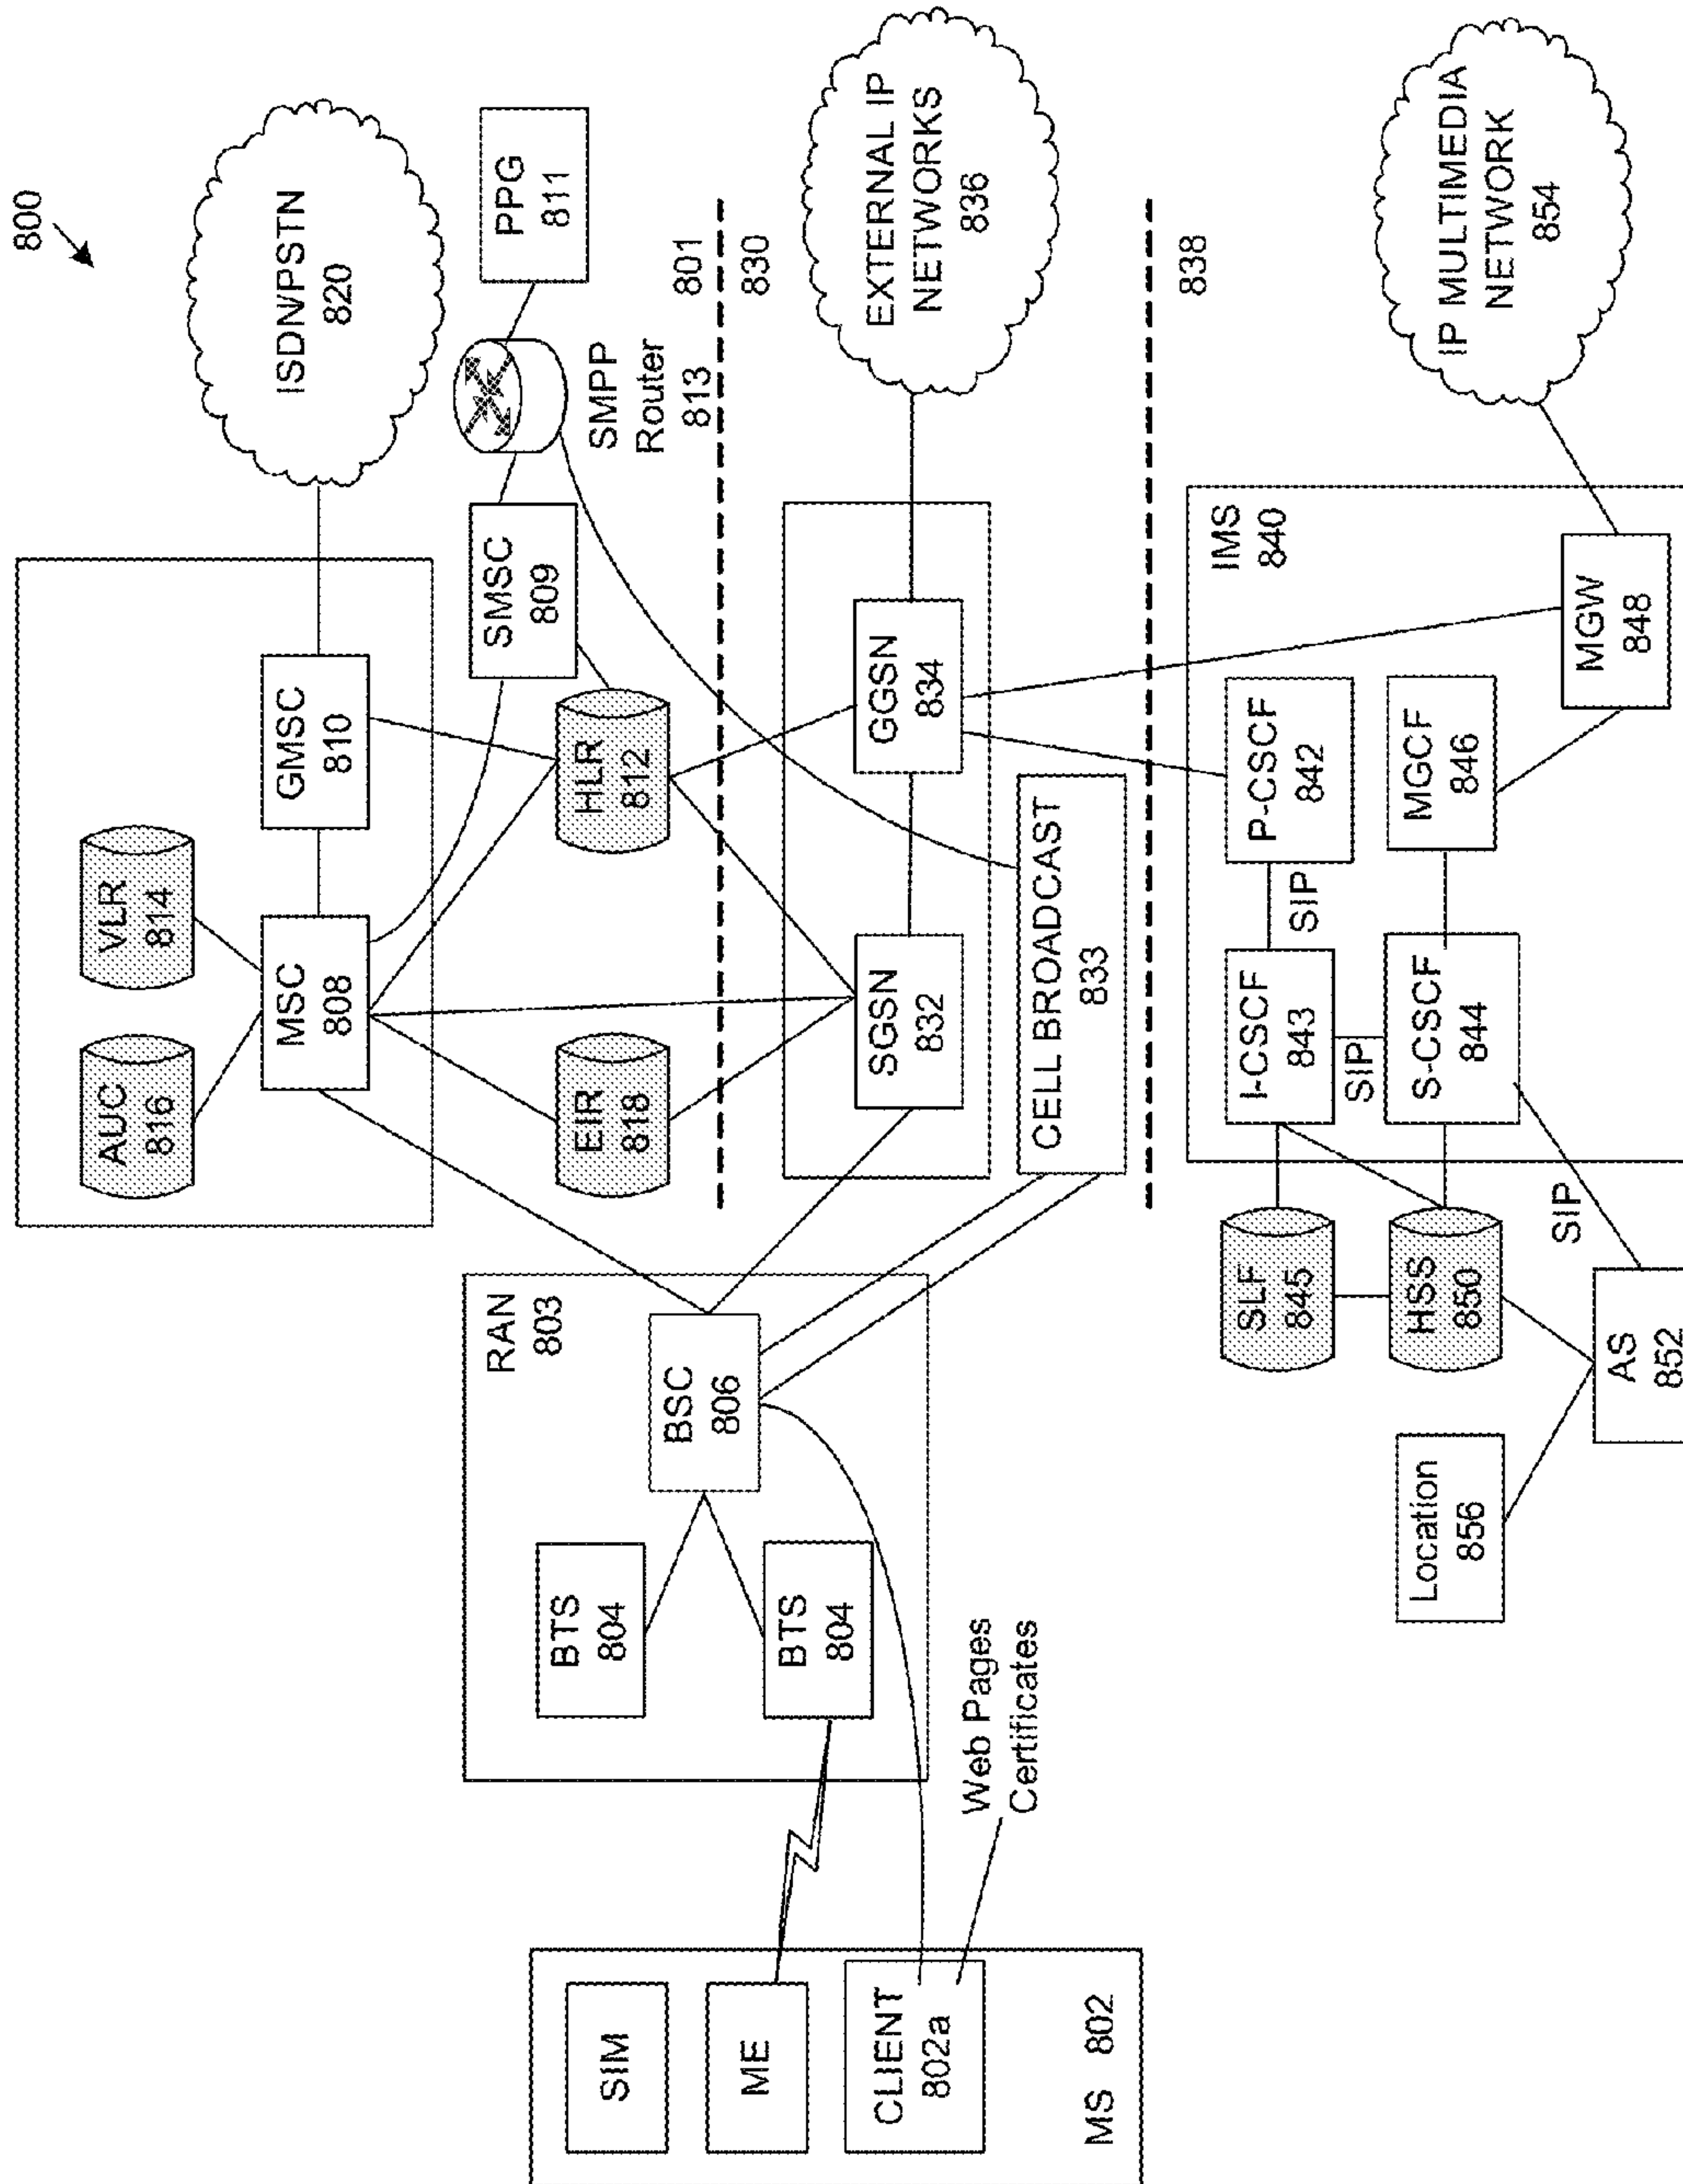 800
SIM
ME
CLIENT
802a
MS 802
Web Pages
Certificates
RAN
803
BTS
804
BTS
804
BSC
806
AUC
816
VLR
814
MSC
808
GMSC
810
ISDN/PSTN
820
EIR
818
HLR
812
SMSC
809
SMPP
Router
813
PPG
811
801
830
SGSN
832
GGSN
834
EXTERNAL IP
NETWORKS
836
CELL BROADCAST
833
838
IMS
840
SLF
845
HSS
850
I-CSCF
843
SIP
P-CSCF
842
SIP
S-CSCF
844
MGCF
846
MGW
848
IP MULTIMEDIA
NETWORK
854
SIP
Location
856
AS
852